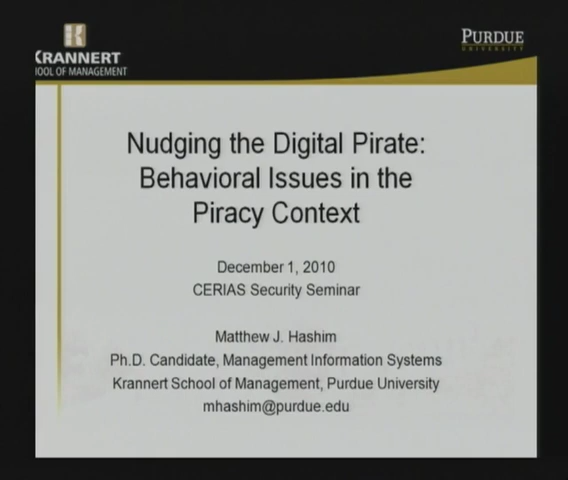 KRANNERT
OOL OF MANAGEMENT
PURDUE
UNIVERSITY
Nudging the Digital Pirate:
Behavioral Issues in the
Piracy Context
December 1, 2010
CERIAS Security Seminar
Matthew J. Hashim
Ph.D. Candidate, Management Information Systems
Krannert School of Management, Purdue University
mhashim@purdue.edu